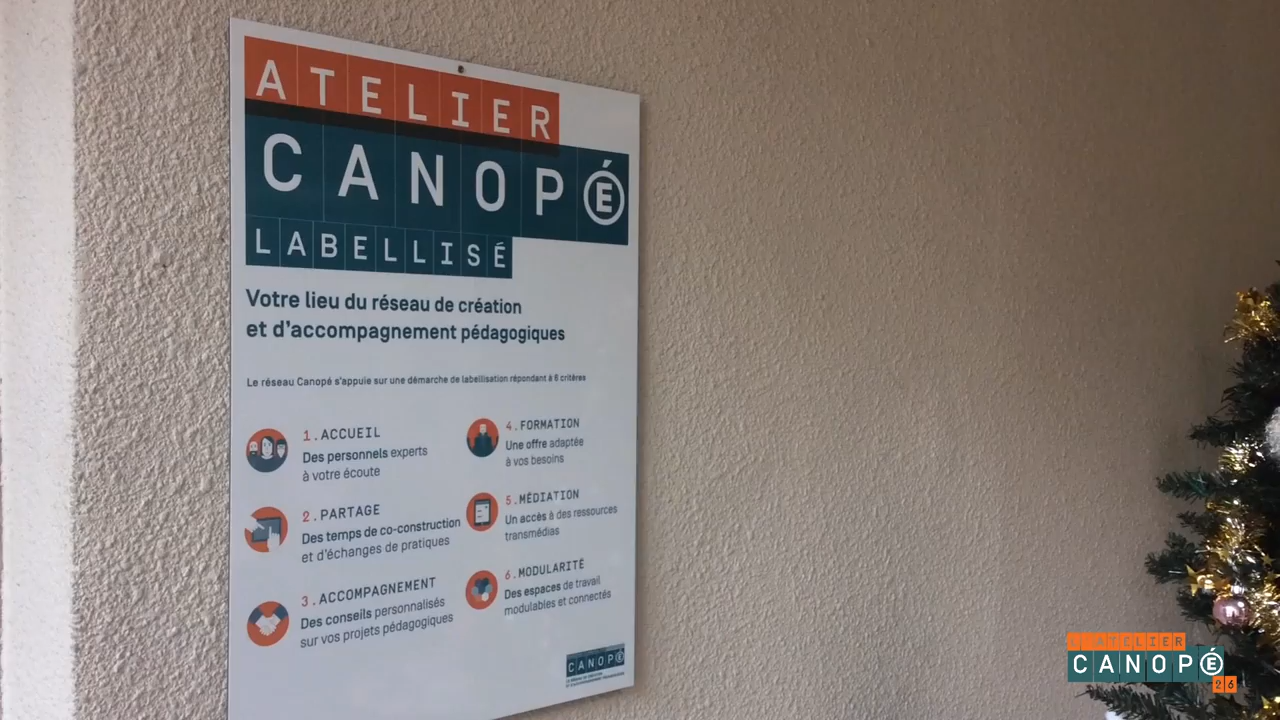 ATELIER
CANOPÉ
LABELLISÉ
Votre lieu du réseau de création
et d'accompagnement pédagogiques
Le réseau Canopé s'appuie sur une démarche de labellisation répondant à 6 critères
1.ACCUEIL
Des personnels experts
à votre écoute
2.PARTAGE
Des temps de co-construction
et d'échanges de pratiques
3.ACCOMPAGNEMENT
Des conseils personnalisés
sur vos projets pédagogiques
4.FORMATION
Une offre adaptée
à vos besoins
5.MÉDIATION
Un accès à des ressources
transmédias
6.MODULARITÉ
Des espaces de travail
modulables et connectés
CANOPÉ
L'ATELIER
CANOPÉ
26